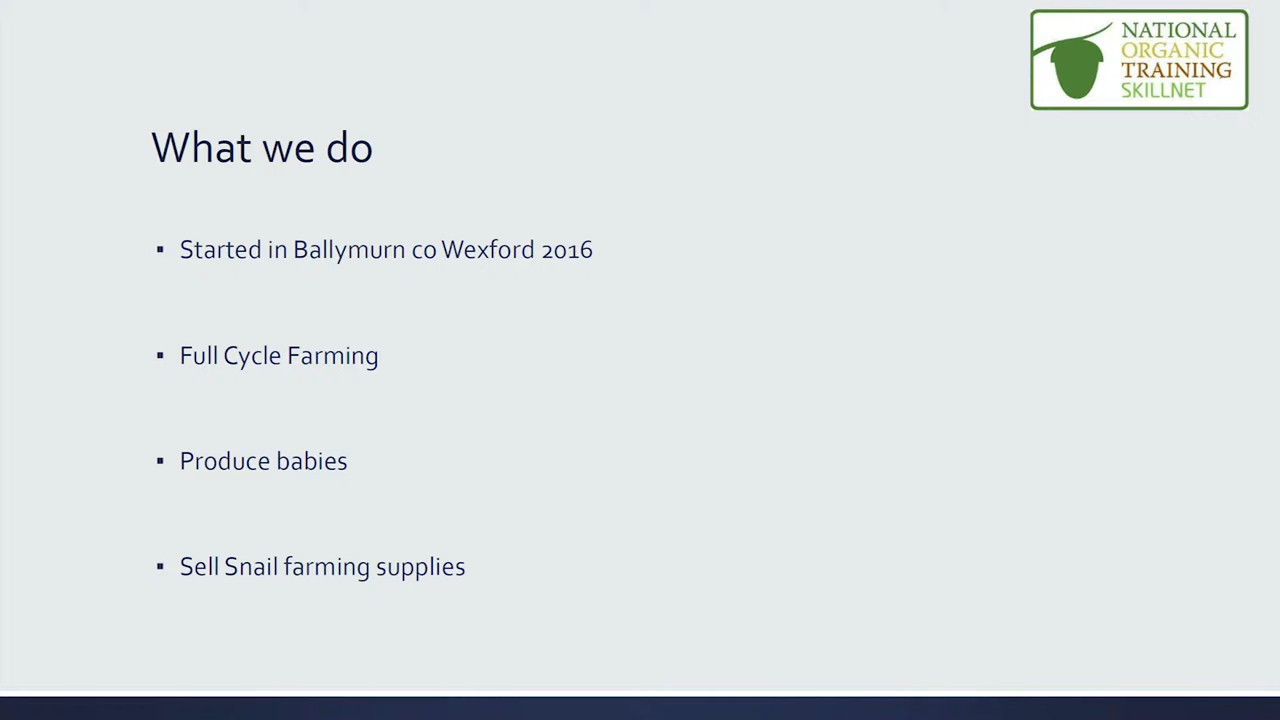 NATIONAL
ORGANIC
TRAINING
SKILLNET
What we do
▪ Started in Ballymurn co Wexford 2016
▪ Full Cycle Farming
▪ Produce babies
▪ Sell Snail farming supplies